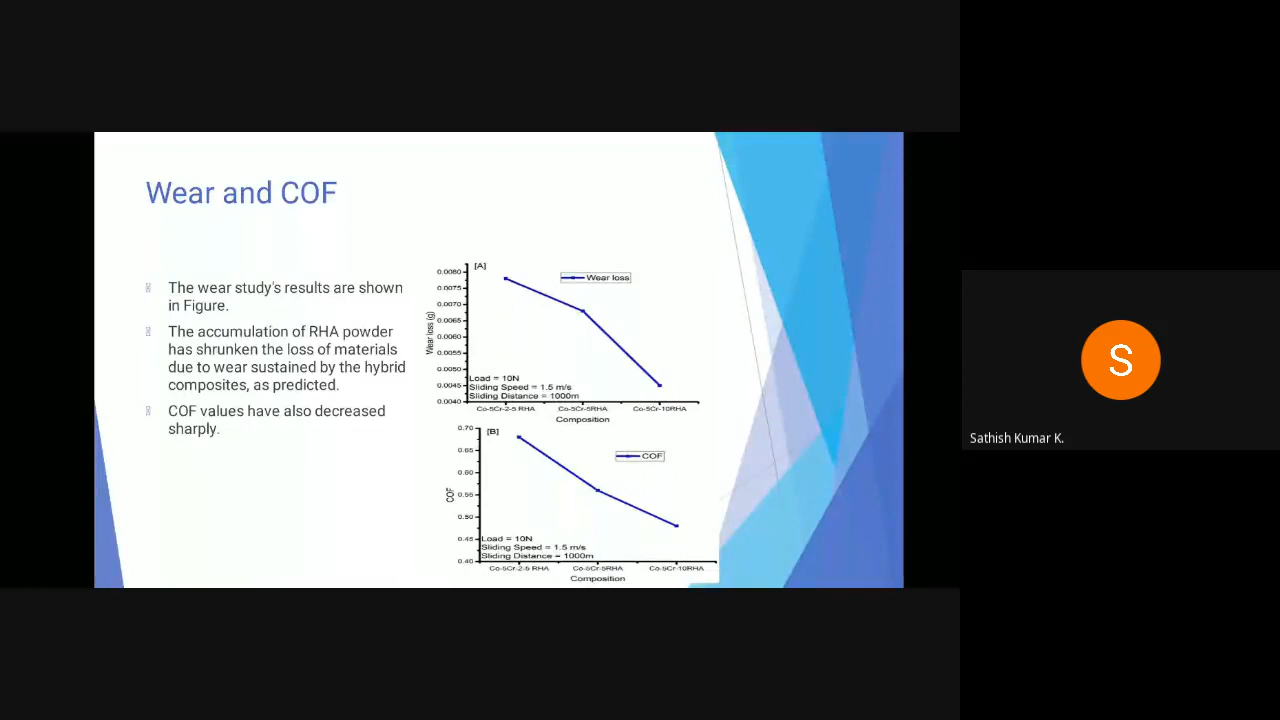 Wear and COF
The wear study's results are shown
in Figure.
The accumulation of RHA powder
has shrunken the loss of materials
due to wear sustained by the hybrid
composites, as predicted.
COF values have also decreased
sharply.
[A]
Wear loss
0.0080
0.0075
0.0070
0.0065
0.0060
0.0055
0.0050
0.0045
0.0040
Wear loss (g)
Load = 10N
Sliding Speed = 1.5 m/s
Sliding Distance = 1000m
Co-5Cr-2-5 RHA Co-5Cr-5RHA Co-5Cr-10RHA
Composition
[B]
COF
0.70
0.65
0.60
0.55
0.50
0.45
0.40
COF
Load = 10N
Sliding Speed = 1.5 m/s
Sliding Distance = 1000m
Co-5Cr-2-5 RHA Co-5Cr-5RHA Co-5Cr-10RHA
Composition
S
Sathish Kumar K.